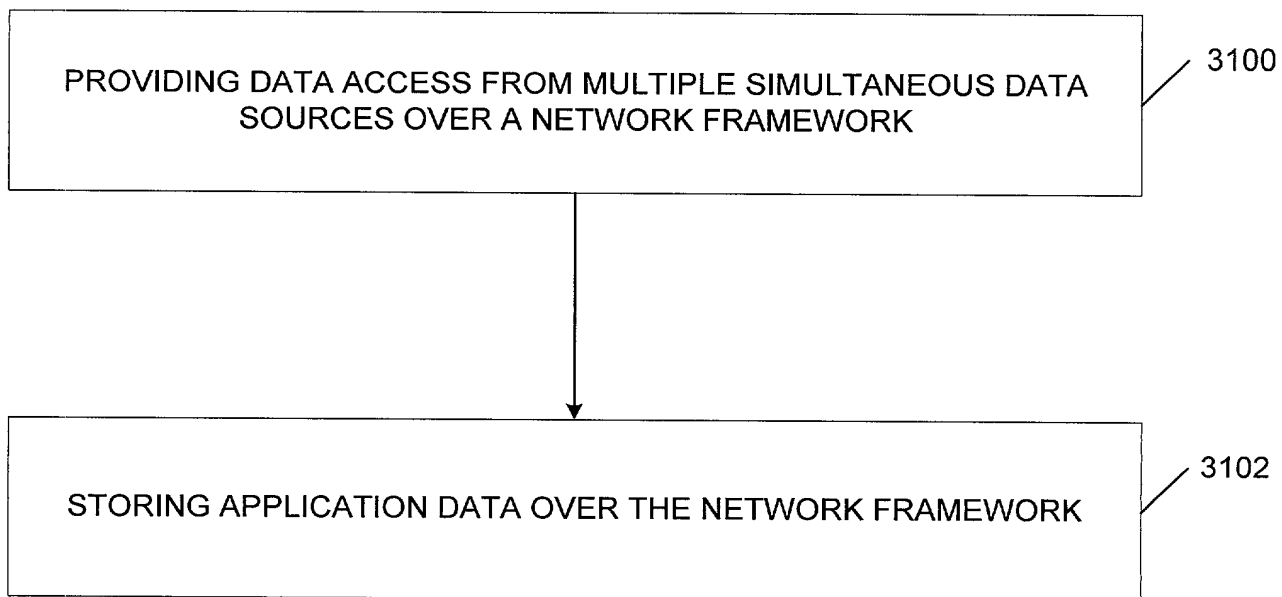 PROVIDING DATA ACCESS FROM MULTIPLE SIMULTANEOUS DATA
SOURCES OVER A NETWORK FRAMEWORK
3100
STORING APPLICATION DATA OVER THE NETWORK FRAMEWORK
3102